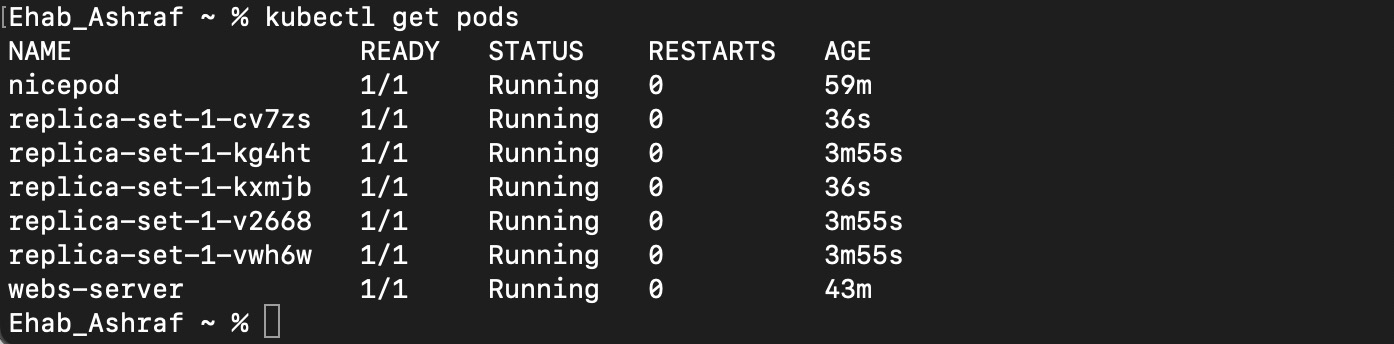 [Ehab_Ashraf ~ % kubectl get pods
NAME                  READY   STATUS    RESTARTS   AGE
nicepod               1/1     Running   0          59m
replica-set-1-cv7zs   1/1     Running   0          36s
replica-set-1-kg4ht   1/1     Running   0          3m55s
replica-set-1-kxmjb   1/1     Running   0          36s
replica-set-1-v2668   1/1     Running   0          3m55s
replica-set-1-vwh6w   1/1     Running   0          3m55s
webs-server           1/1     Running   0          43m
Ehab_Ashraf ~ %